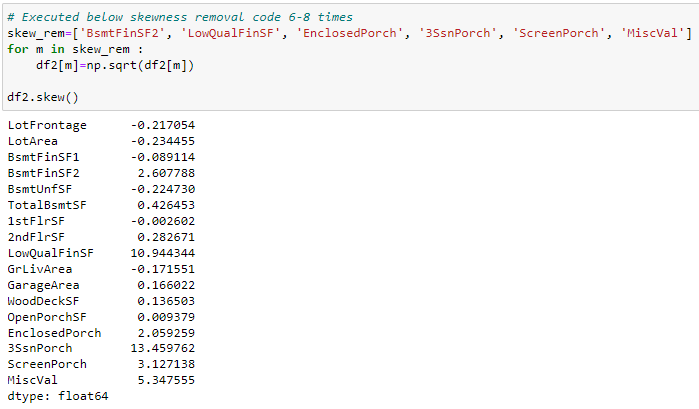 # Executed below skewness removal code 6-8 times
skew_rem=['BsmtFinSF2', 'LowQualFinSF', 'EnclosedPorch', '3SsnPorch', 'ScreenPorch', 'MiscVal']
for m in skew_rem :
    df2[m]=np.sqrt(df2[m])

df2.skew()
LotFrontage      -0.217054
LotArea          -0.234455
BsmtFinSF1       -0.089114
BsmtFinSF2        2.607788
BsmtUnfSF        -0.224730
TotalBsmtSF       0.426453
1stFlrSF         -0.002602
2ndFlrSF          0.282671
LowQualFinSF     10.944344
GrLivArea        -0.171551
GarageArea        0.166022
WoodDeckSF        0.136503
OpenPorchSF       0.009379
EnclosedPorch     2.059259
3SsnPorch        13.459762
ScreenPorch       3.127138
MiscVal           5.347555
dtype: float64